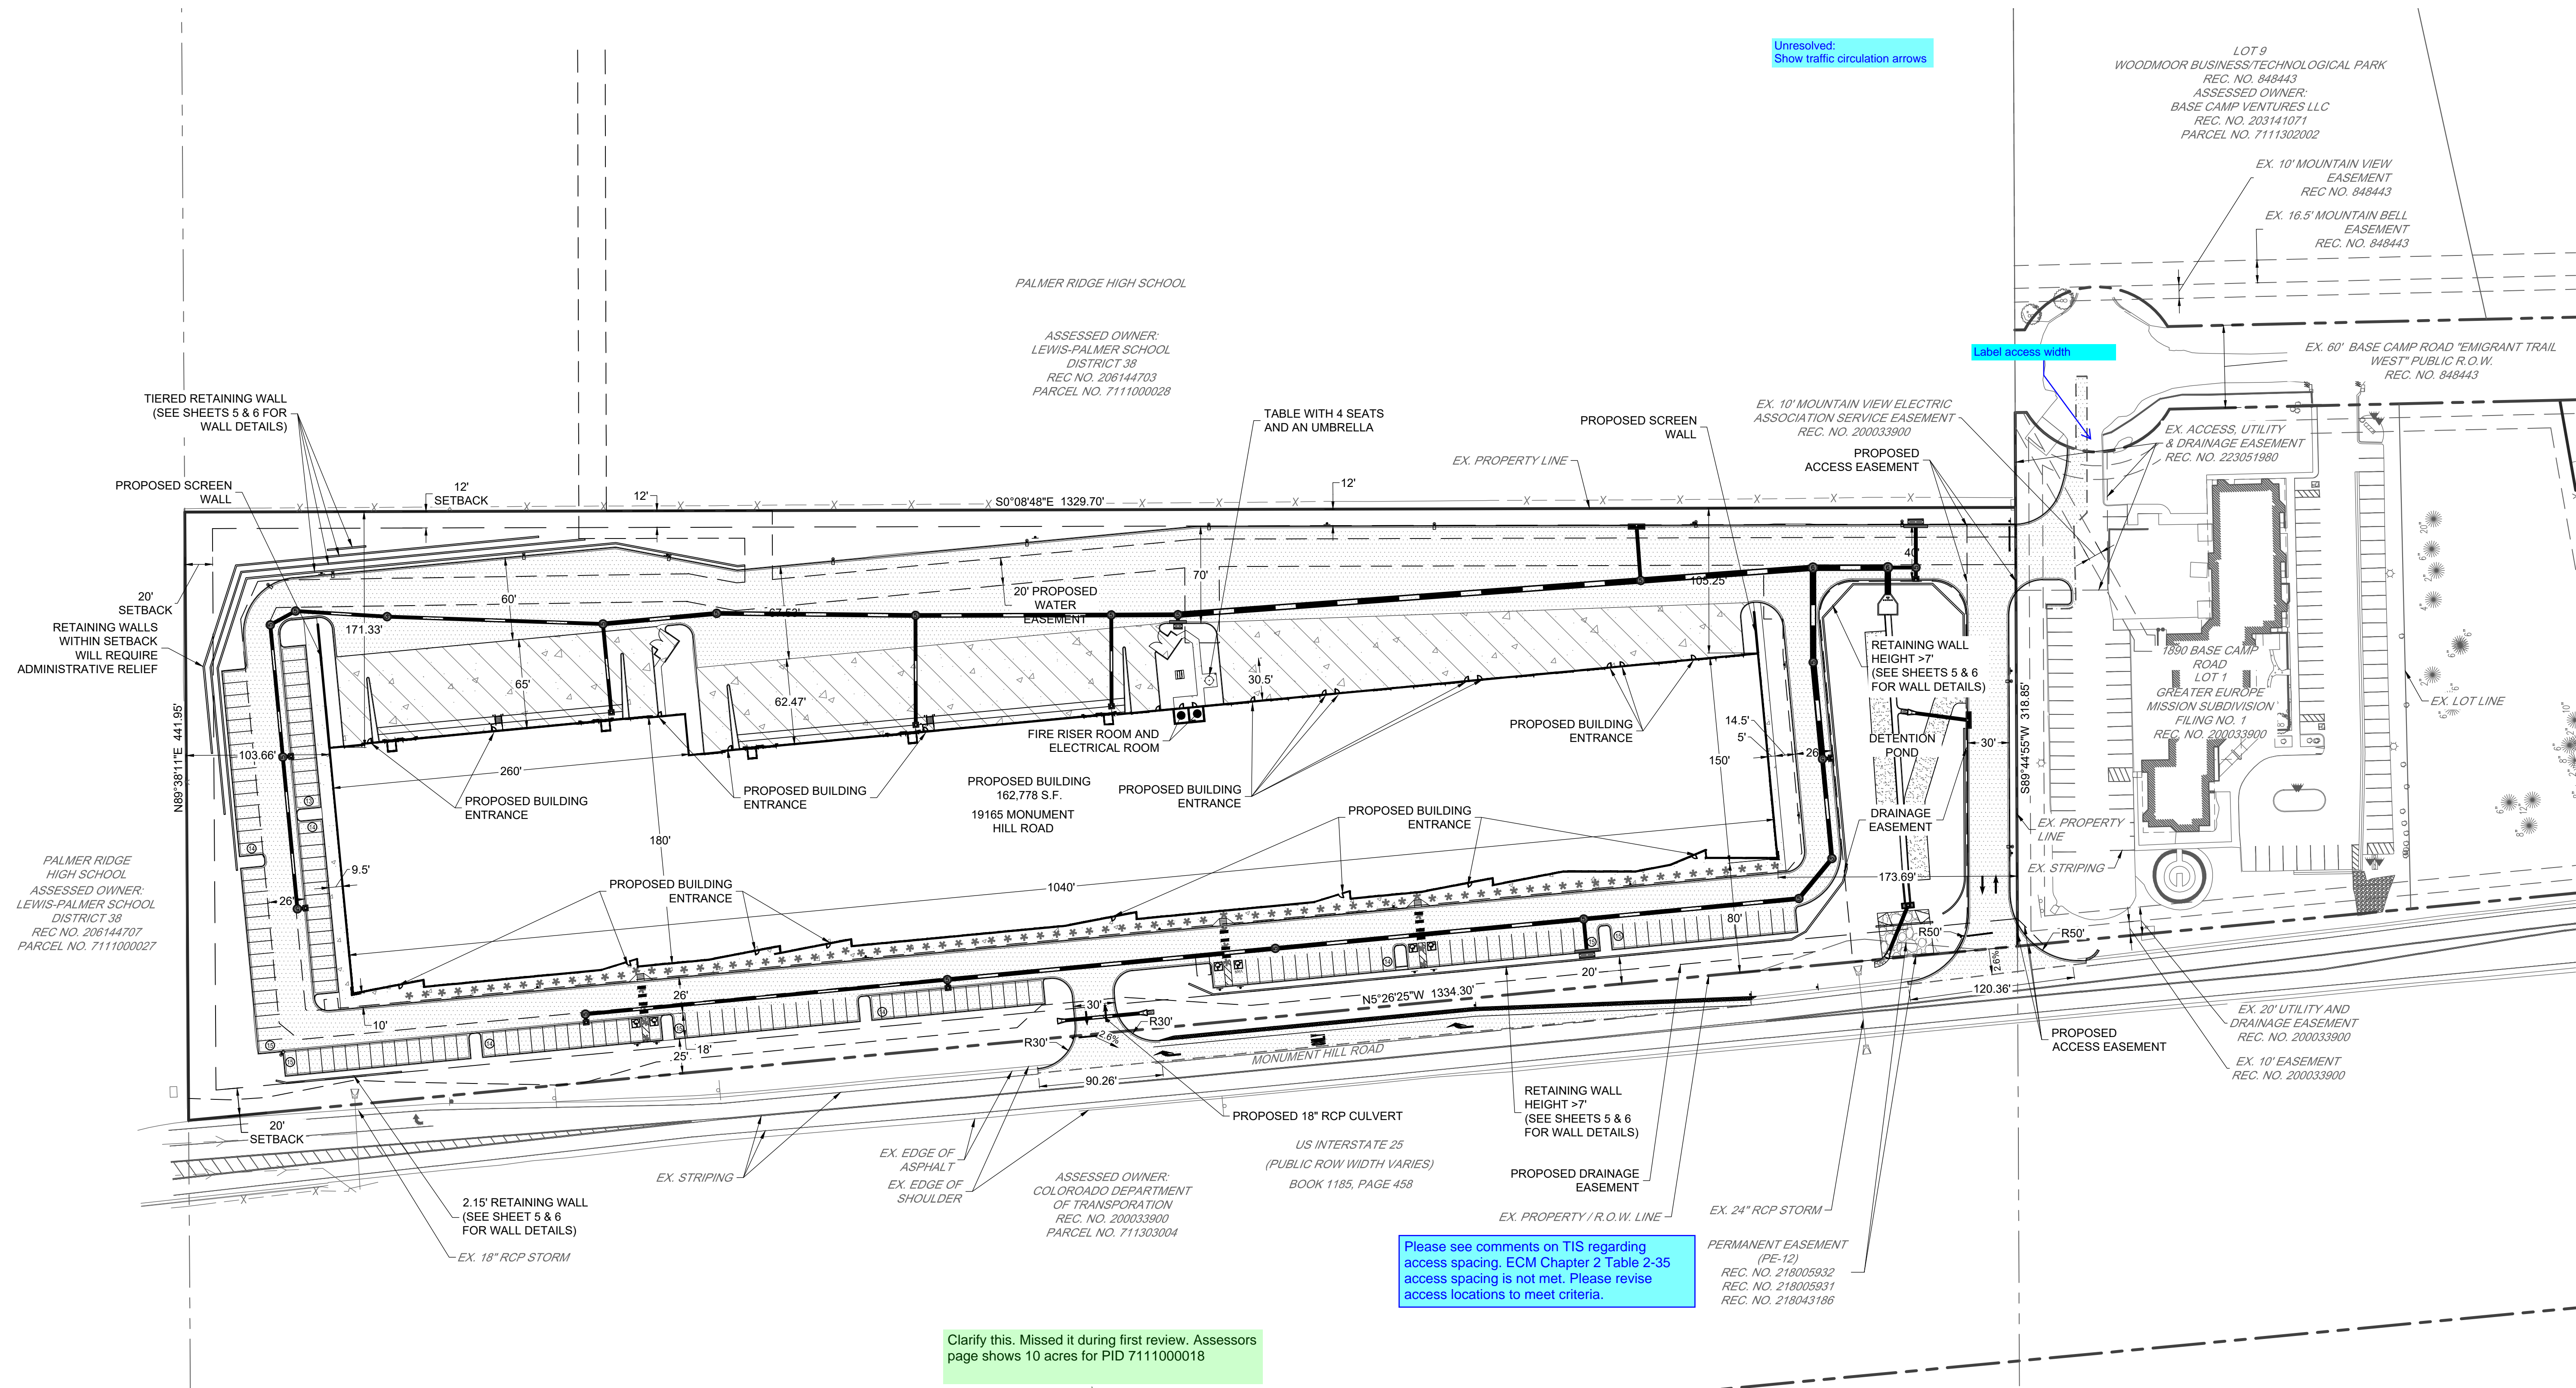 Unresolved:
Show traffic circulation arrows
LOT 9
WOODMOOR BUSINESS/TECHNOLOGICAL PARK
REC. NO. 848443
ASSESSED OWNER:
BASE CAMP VENTURES LLC
REC. NO. 203141071
PARCEL NO. 7111302002
EX. 10' MOUNTAIN VIEW
EASEMENT
REC NO. 848443
EX. 16.5' MOUNTAIN BELL
EASEMENT
REC. NO. 848443
PALMER RIDGE HIGH SCHOOL
ASSESSED OWNER:
LEWIS-PALMER SCHOOL
DISTRICT 38
REC NO. 206144703
PARCEL NO. 7111000028
Label access width
EX. 60' BASE CAMP ROAD "EMIGRANT TRAIL
WEST" PUBLIC R.O.W.
REC. NO. 848443
TIERED RETAINING WALL
(SEE SHEETS 5 & 6 FOR
WALL DETAILS)
TABLE WITH 4 SEATS
AND AN UMBRELLA
PROPOSED SCREEN
WALL
EX. 10' MOUNTAIN VIEW ELECTRIC
ASSOCIATION SERVICE EASEMENT
REC. NO. 200033900
EX. ACCESS, UTILITY
& DRAINAGE EASEMENT
REC. NO. 223051980
EX. PROPERTY LINE
PROPOSED
ACCESS EASEMENT
PROPOSED SCREEN
WALL
12'
SETBACK
12'
S0°08'48"E 1329.70'
12'
20'
SETBACK
RETAINING WALLS
WITHIN SETBACK
WILL REQUIRE
ADMINISTRATIVE RELIEF
60'
171.33'
67.53'
20' PROPOSED
WATER
EASEMENT
70'
105.25'
40'
65'
62.47'
30.5'
RETAINING WALL
HEIGHT >7'
(SEE SHEETS 5 & 6
FOR WALL DETAILS)
1890 BASE CAMP
ROAD
LOT 1
GREATER EUROPE
MISSION SUBDIVISION
FILING NO. 1
REC. NO. 200033900
EX. LOT LINE
N89°38'11"E 441.95'
103.66'
260'
FIRE RISER ROOM AND
ELECTRICAL ROOM
PROPOSED BUILDING
ENTRANCE
14.5'
5'
26'
150'
DETENTION
POND
30'
S89°44'55"W 318.85'
PROPOSED BUILDING
ENTRANCE
PROPOSED BUILDING
ENTRANCE
PROPOSED BUILDING
162,778 S.F.
19165 MONUMENT
HILL ROAD
PROPOSED BUILDING
ENTRANCE
PROPOSED BUILDING
ENTRANCE
DRAINAGE
EASEMENT
EX. PROPERTY
LINE
EX. STRIPING
15
14
14
180'
9.5'
26'
PALMER RIDGE
HIGH SCHOOL
ASSESSED OWNER:
LEWIS-PALMER SCHOOL
DISTRICT 38
REC NO. 206144707
PARCEL NO. 7111000027
PROPOSED BUILDING
ENTRANCE
1040'
173.69'
80'
R50'
R50'
2.6%
20'
14
15
15
26'
10'
18'
25'
15
15
14
15
14
30'
R30'
R30'
2.6%
90.26'
N5°26'25"W 1334.30'
120.36'
MONUMENT HILL ROAD
EX. 20' UTILITY AND
DRAINAGE EASEMENT
REC. NO. 200033900
EX. 10' EASEMENT
REC. NO. 200033900
PROPOSED
ACCESS EASEMENT
20'
SETBACK
PROPOSED 18" RCP CULVERT
RETAINING WALL
HEIGHT >7'
(SEE SHEETS 5 & 6
FOR WALL DETAILS)
EX. EDGE OF
ASPHALT
EX. EDGE OF
SHOULDER
EX. STRIPING
US INTERSTATE 25
(PUBLIC ROW WIDTH VARIES)
BOOK 1185, PAGE 458
ASSESSED OWNER:
COLOROADO DEPARTMENT
OF TRANSPORATION
REC. NO. 200033900
PARCEL NO. 711303004
PROPOSED DRAINAGE
EASEMENT
2.15' RETAINING WALL
(SEE SHEET 5 & 6
FOR WALL DETAILS)
EX. 18" RCP STORM
EX. PROPERTY / R.O.W. LINE
EX. 24" RCP STORM
PERMANENT EASEMENT
(PE-12)
REC. NO. 218005932
REC. NO. 218005931
REC. NO. 218043186
Please see comments on TIS regarding
access spacing. ECM Chapter 2 Table 2-35
access spacing is not met. Please revise
access locations to meet criteria.
Clarify this. Missed it during first review. Assessors
page shows 10 acres for PID 7111000018